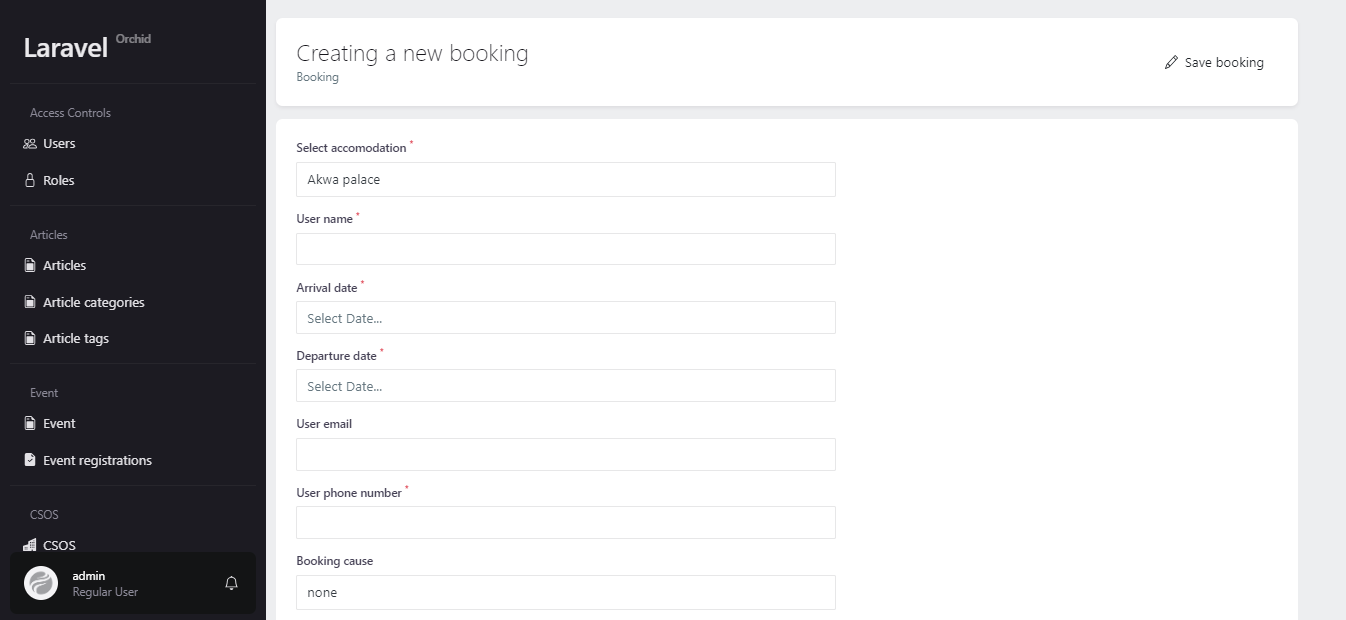 Laravel Orchid
Access Controls
Users
Roles
Articles
Articles
Article categories
Article tags
Event
Event
Event registrations
CSOS
CSOS
admin
Regular User
Creating a new booking
Booking
Save booking
Select accomodation *
Akwa palace
User name *
Arrival date *
Select Date...
Departure date *
Select Date...
User email
User phone number *
Booking cause
none